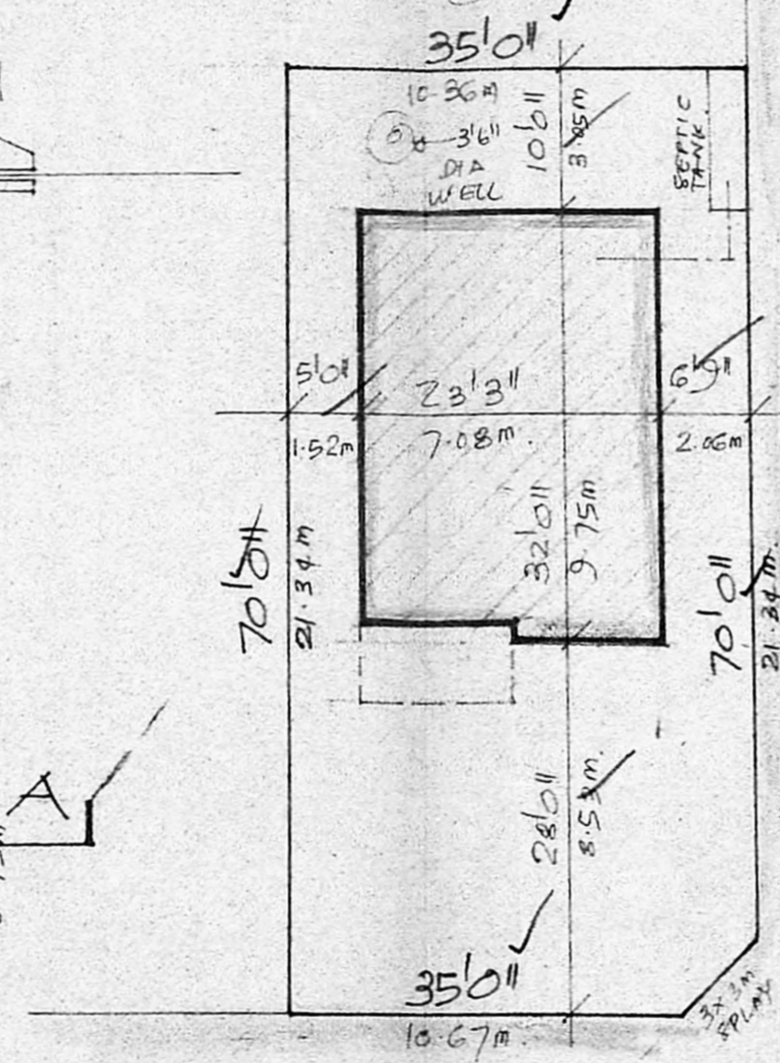 35'0"
10.36m
3'6"
DIA
WELL
10'0"
3.05m
SEPTIC
TANK
5'0"
1.52m
23'3"
7.08m.
6'9"
2.06m
32'0"
9.75m
70'0"
21.34m
70'0"
21.34m.
A
28'0"
8.53m.
35'0"
10.67m.
3x3m
SPLAY